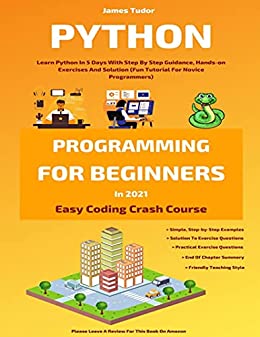 James Tudor
PYTHON
Learn Python In 5 Days With Step By Step Guidance, Hands-on
Exercises And Solution (Fun Tutorial For Novice
Programmers)
PROGRAMMING
FOR BEGINNERS
In 2021
Easy Coding Crash Course
• Simple, Step-by-Step Examples
• Solution To Exercise Questions
• Practical Exercise Questions
• End Of Chapter Summery
• Friendly Teaching Style
Please Leave A Review For This Book On Amazon